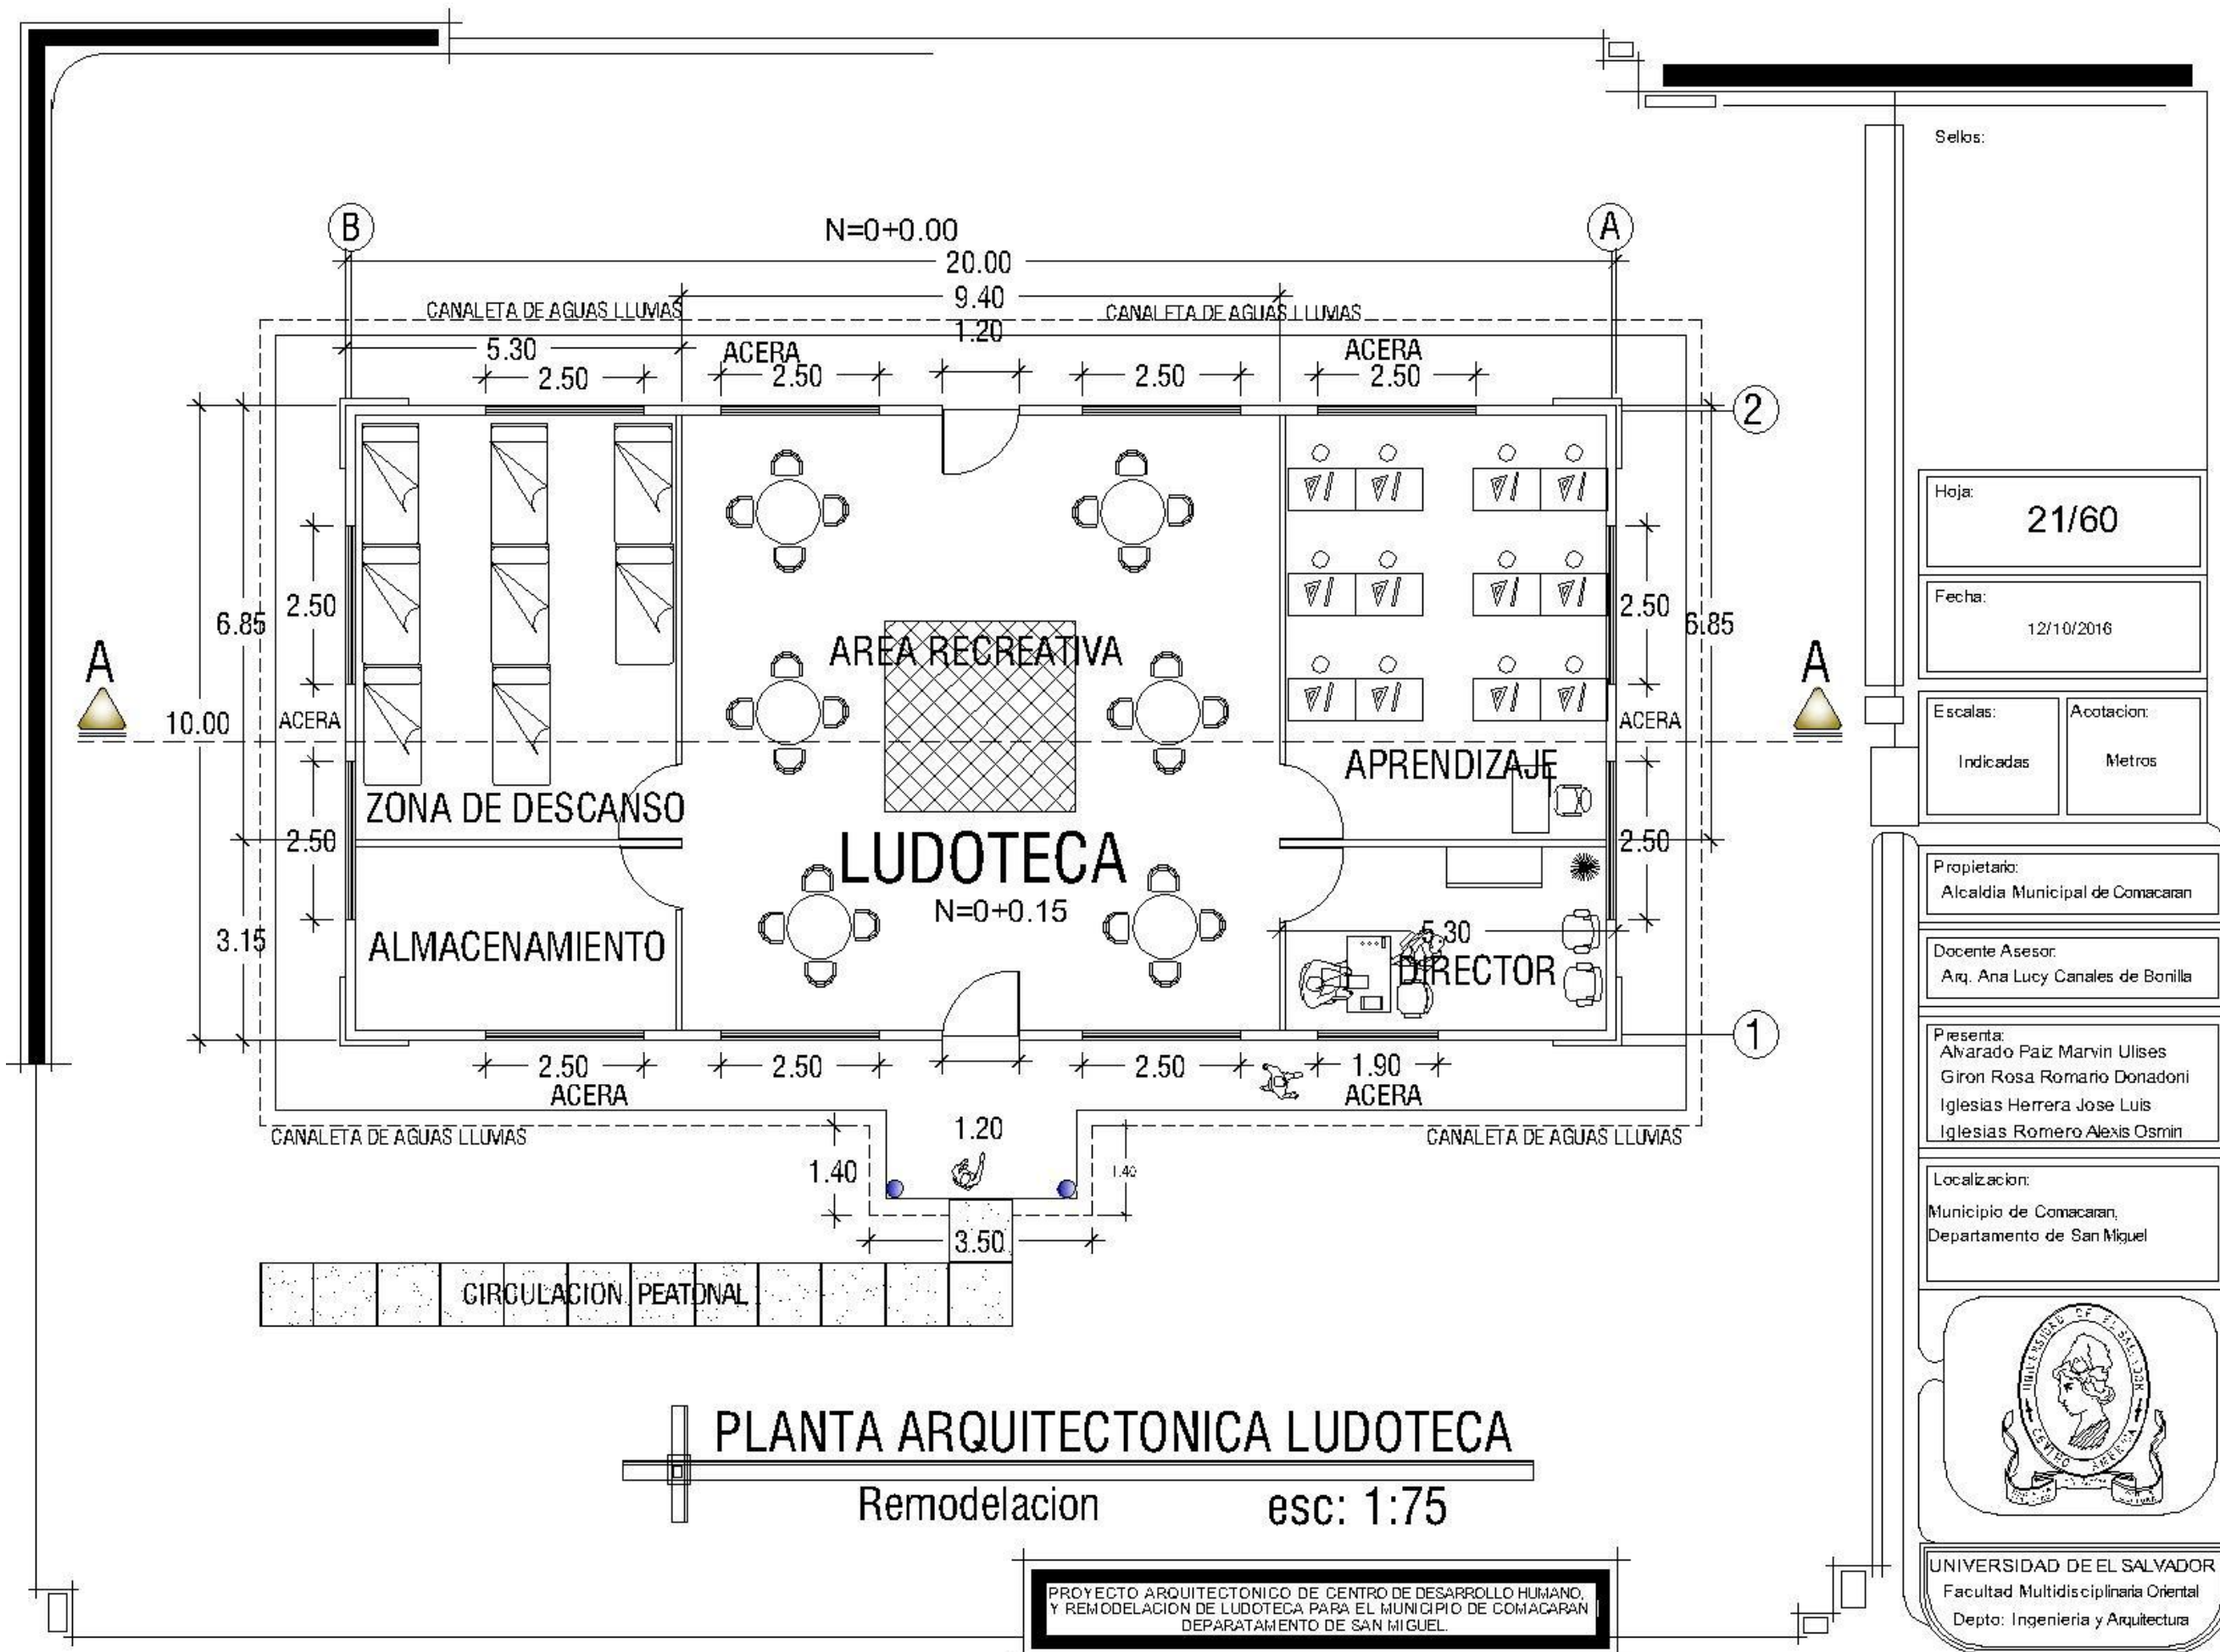 Sellos:
B
N=0+0.00
A
20.00
9.40
CANALETA DE AGUAS LLUVIAS
CANALETA DE AGUAS LLUVIAS
1.20
5.30
ACERA
ACERA
2.50
2.50
2.50
2.50
2
2.50
6.85
2.50
6.85
AREA RECREATIVA
A
A
10.00
ACERA
ACERA
APRENDIZAJE
ZONA DE DESCANSO
2.50
LUDOTECA
2.50
N=0+0.15
3.15
ALMACENAMIENTO
5.30
DIRECTOR
1
2.50
2.50
2.50
1.90
ACERA
ACERA
CANALETA DE AGUAS LLUVIAS
1.20
CANALETA DE AGUAS LLUVIAS
1.40
1.40
3.50
CIRCULACION PEATONAL
PLANTA ARQUITECTONICA LUDOTECA
Remodelacion esc: 1:75
PROYECTO ARQUITECTONICO DE CENTRO DE DESARROLLO HUMANO,
Y REMODELACION DE LUDOTECA PARA EL MUNICIPIO DE COMACARAN
DEPARATAMENTO DE SAN MIGUEL.
Hoja:
21/60
Fecha:
12/10/2016
Escalas:
Indicadas
Acotacion:
Metros
Propietario:
Alcaldia Municipal de Comacaran
Docente Asesor:
Arq. Ana Lucy Canales de Bonilla
Presenta:
Alvarado Paiz Marvin Ulises
Giron Rosa Romario Donadoni
Iglesias Herrera Jose Luis
Iglesias Romero Alexis Osmin
Localizacion:
Municipio de Comacaran,
Departamento de San Miguel
UNIVERSIDAD DE EL SALVADOR
CENTRO AMERICA
UNIVERSIDAD DE EL SALVADOR
Facultad Multidisciplinaria Oriental
Depto: Ingenieria y Arquitectura